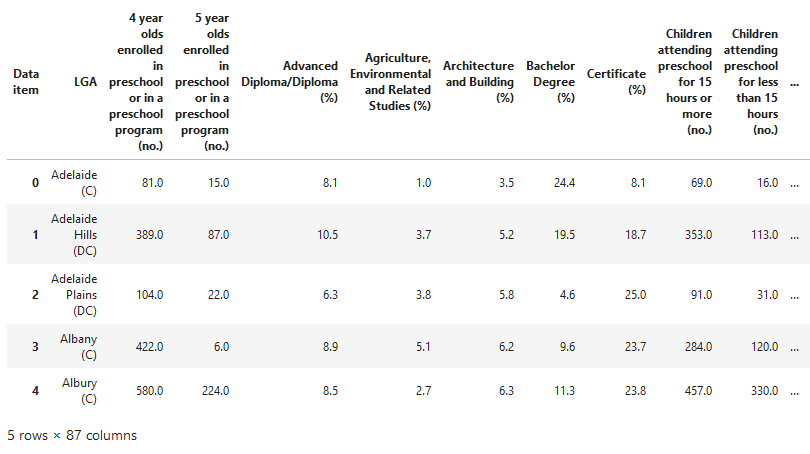 Data item LGA 4 year olds enrolled in preschool or in a preschool program (no.) 5 year olds enrolled in preschool or in a preschool program (no.) Advanced Diploma/Diploma (%) Agriculture, Environmental and Related Studies (%) Architecture and Building (%) Bachelor Degree (%) Certificate (%) Children attending preschool for 15 hours or more (no.) Children attending preschool for less than 15 hours (no.) ...
0 Adelaide (C) 81.0 15.0 8.1 1.0 3.5 24.4 8.1 69.0 16.0 ...
1 Adelaide Hills (DC) 389.0 87.0 10.5 3.7 5.2 19.5 18.7 353.0 113.0 ...
2 Adelaide Plains (DC) 104.0 22.0 6.3 3.8 5.8 4.6 25.0 91.0 31.0 ...
3 Albany (C) 422.0 6.0 8.9 5.1 6.2 9.6 23.7 284.0 120.0 ...
4 Albury (C) 580.0 224.0 8.5 2.7 6.3 11.3 23.8 457.0 330.0 ...
5 rows × 87 columns